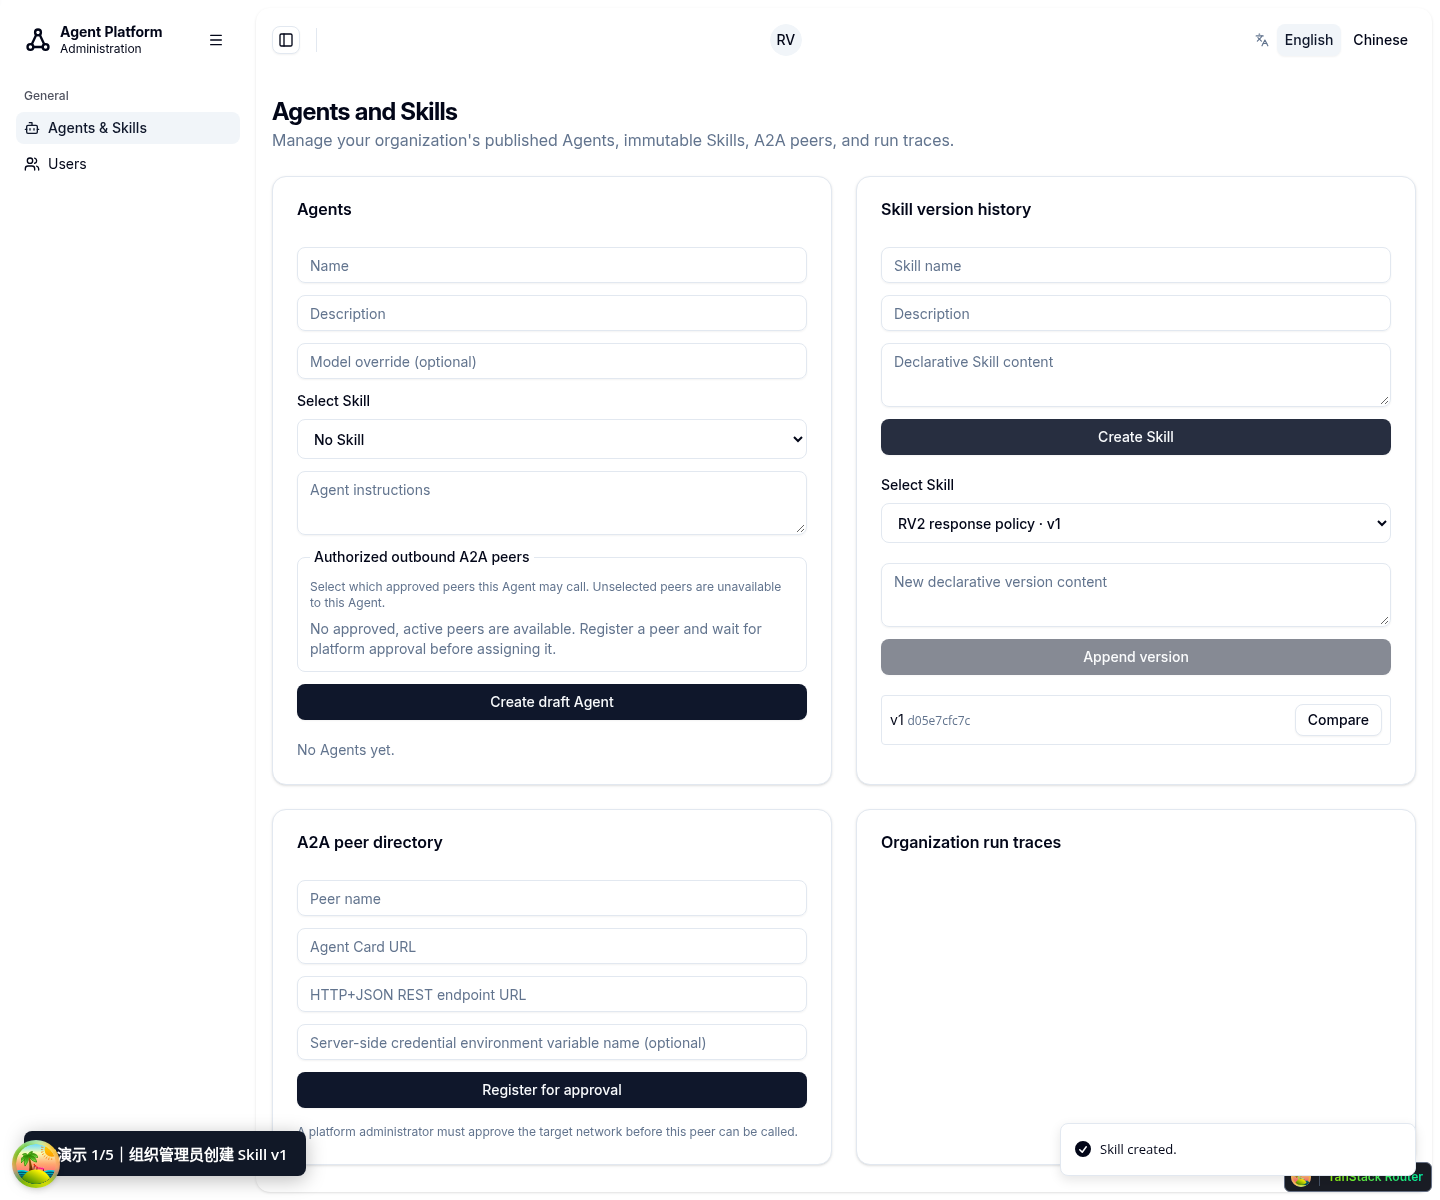 Agent Platform
Administration
General
Agents & Skills
Users
RV
English
Chinese
Agents and Skills
Manage your organization's published Agents, immutable Skills, A2A peers, and run traces.
Agents
Name
Description
Model override (optional)
Select Skill
No Skill
Agent instructions
Authorized outbound A2A peers
Select which approved peers this Agent may call. Unselected peers are unavailable
to this Agent.
No approved, active peers are available. Register a peer and wait for
platform approval before assigning it.
Create draft Agent
No Agents yet.
Skill version history
Skill name
Description
Declarative Skill content
Create Skill
Select Skill
RV2 response policy · v1
New declarative version content
Append version
v1 d05e7cfc7c
Compare
A2A peer directory
Peer name
Agent Card URL
HTTP+JSON REST endpoint URL
Server-side credential environment variable name (optional)
Register for approval
A platform administrator must approve the target network before this peer can be called.
Organization run traces
演示 1/5｜组织管理员创建 Skill v1
Skill created.
TanStack Router